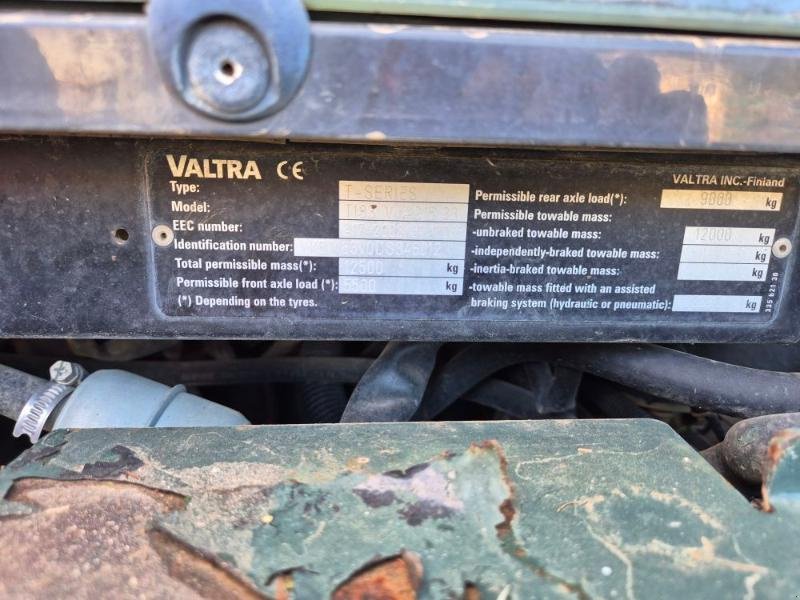 VALTRA CE
Type: T-SERIES
Model:
EEC number:
Identification number:
Total permissible mass(*): 12500 kg
Permissible front axle load (*): 5500 kg
(*) Depending on the tyres.
VALTRA INC.-Finland
Permissible rear axle load(*): 9000 kg
Permissible towable mass:
-unbraked towable mass: 12000 kg
-independently-braked towable mass: kg
-inertia-braked towable mass: kg
-towable mass fitted with an assisted
braking system (hydraulic or pneumatic): kg